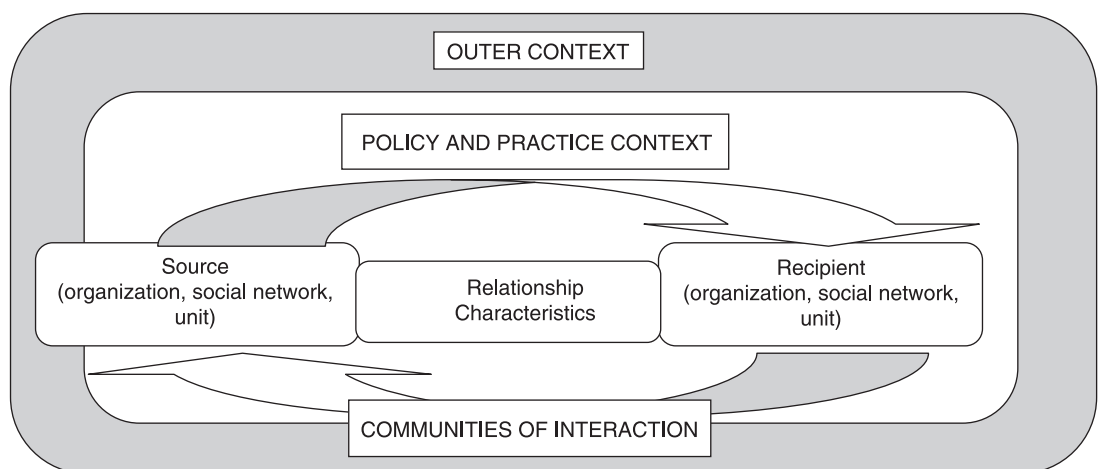 OUTER CONTEXT
POLICY AND PRACTICE CONTEXT
Source
(organization, social network,
unit)
Relationship
Characteristics
Recipient
(organization, social network,
unit)
COMMUNITIES OF INTERACTION